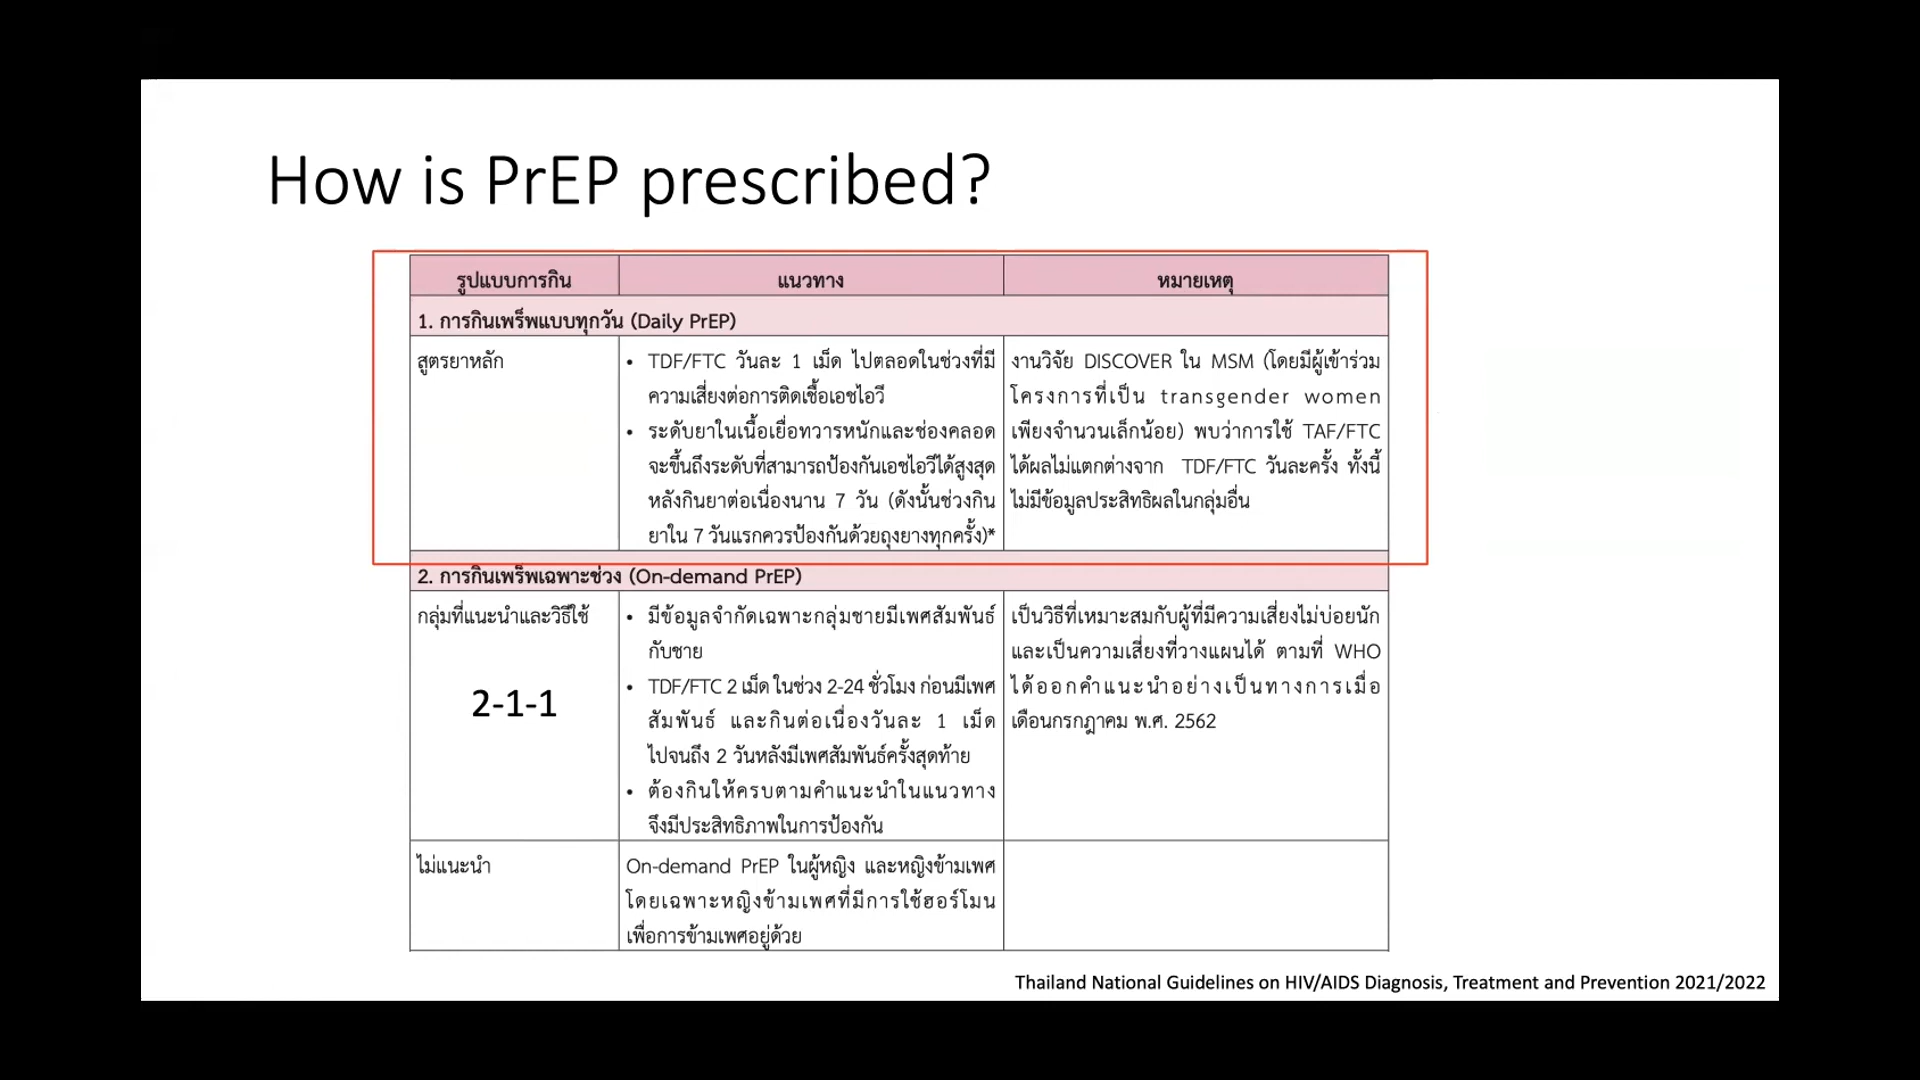 How is PrEP prescribed?
รูปแบบการกิน
แนวทาง
หมายเหตุ
1. การกินเพร็พแบบทุกวัน (Daily PrEP)
สูตรยาหลัก
• TDF/FTC วันละ 1 เม็ด ไปตลอดในช่วงที่มี
ความเสี่ยงต่อการติดเชื้อเอชไอวี
• ระดับยาในเนื้อเยื่อทวารหนักและช่องคลอด
จะขึ้นถึงระดับที่สามารถป้องกันเอชไอวีได้สูงสุด
หลังกินยาต่อเนื่องนาน 7 วัน (ดังนั้นช่วงกิน
ยาใน 7 วันแรกควรป้องกันด้วยถุงยางทุกครั้ง)*
งานวิจัย DISCOVER ใน MSM (โดยมีผู้เข้าร่วม
โครงการที่เป็น transgender women
เพียงจำนวนเล็กน้อย) พบว่าการใช้ TAF/FTC
ได้ผลไม่แตกต่างจาก TDF/FTC วันละครั้ง ทั้งนี้
ไม่มีข้อมูลประสิทธิผลในกลุ่มอื่น
2. การกินเพร็พเฉพาะช่วง (On-demand PrEP)
กลุ่มที่แนะนำและวิธีใช้
2-1-1
• มีข้อมูลจำกัดเฉพาะกลุ่มชายมีเพศสัมพันธ์
กับชาย
• TDF/FTC 2 เม็ด ในช่วง 2-24 ชั่วโมง ก่อนมีเพศ
สัมพันธ์ และกินต่อเนื่องวันละ 1 เม็ด
ไปจนถึง 2 วันหลังมีเพศสัมพันธ์ครั้งสุดท้าย
• ต้องกินให้ครบตามคำแนะนำในแนวทาง
จึงมีประสิทธิภาพในการป้องกัน
เป็นวิธีที่เหมาะสมกับผู้ที่มีความเสี่ยงไม่บ่อยนัก
และเป็นความเสี่ยงที่วางแผนได้ ตามที่ WHO
ได้ออกคำแนะนำอย่างเป็นทางการเมื่อ
เดือนกรกฎาคม พ.ศ. 2562
ไม่แนะนำ
On-demand PrEP ในผู้หญิง และหญิงข้ามเพศ
โดยเฉพาะหญิงข้ามเพศที่มีการใช้ฮอร์โมน
เพื่อการข้ามเพศอยู่ด้วย
Thailand National Guidelines on HIV/AIDS Diagnosis, Treatment and Prevention 2021/2022